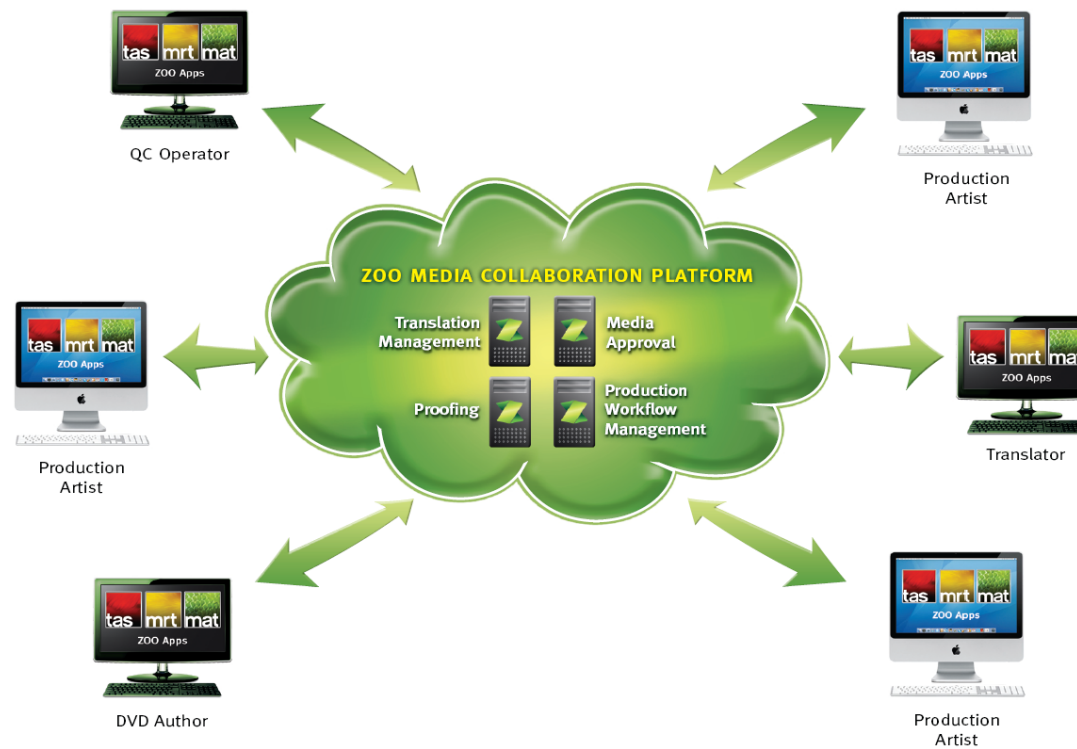 tas mrt mat
ZOO Apps
QC Operator
tas mrt mat
ZOO Apps
Production
Artist
ZOO MEDIA COLLABORATION PLATFORM
Translation
Management
Media
Approval
Proofing
Production
Workflow
Management
tas mrt mat
ZOO Apps
Production
Artist
tas mrt mat
ZOO Apps
Translator
tas mrt mat
ZOO Apps
DVD Author
tas mrt mat
ZOO Apps
Production
Artist